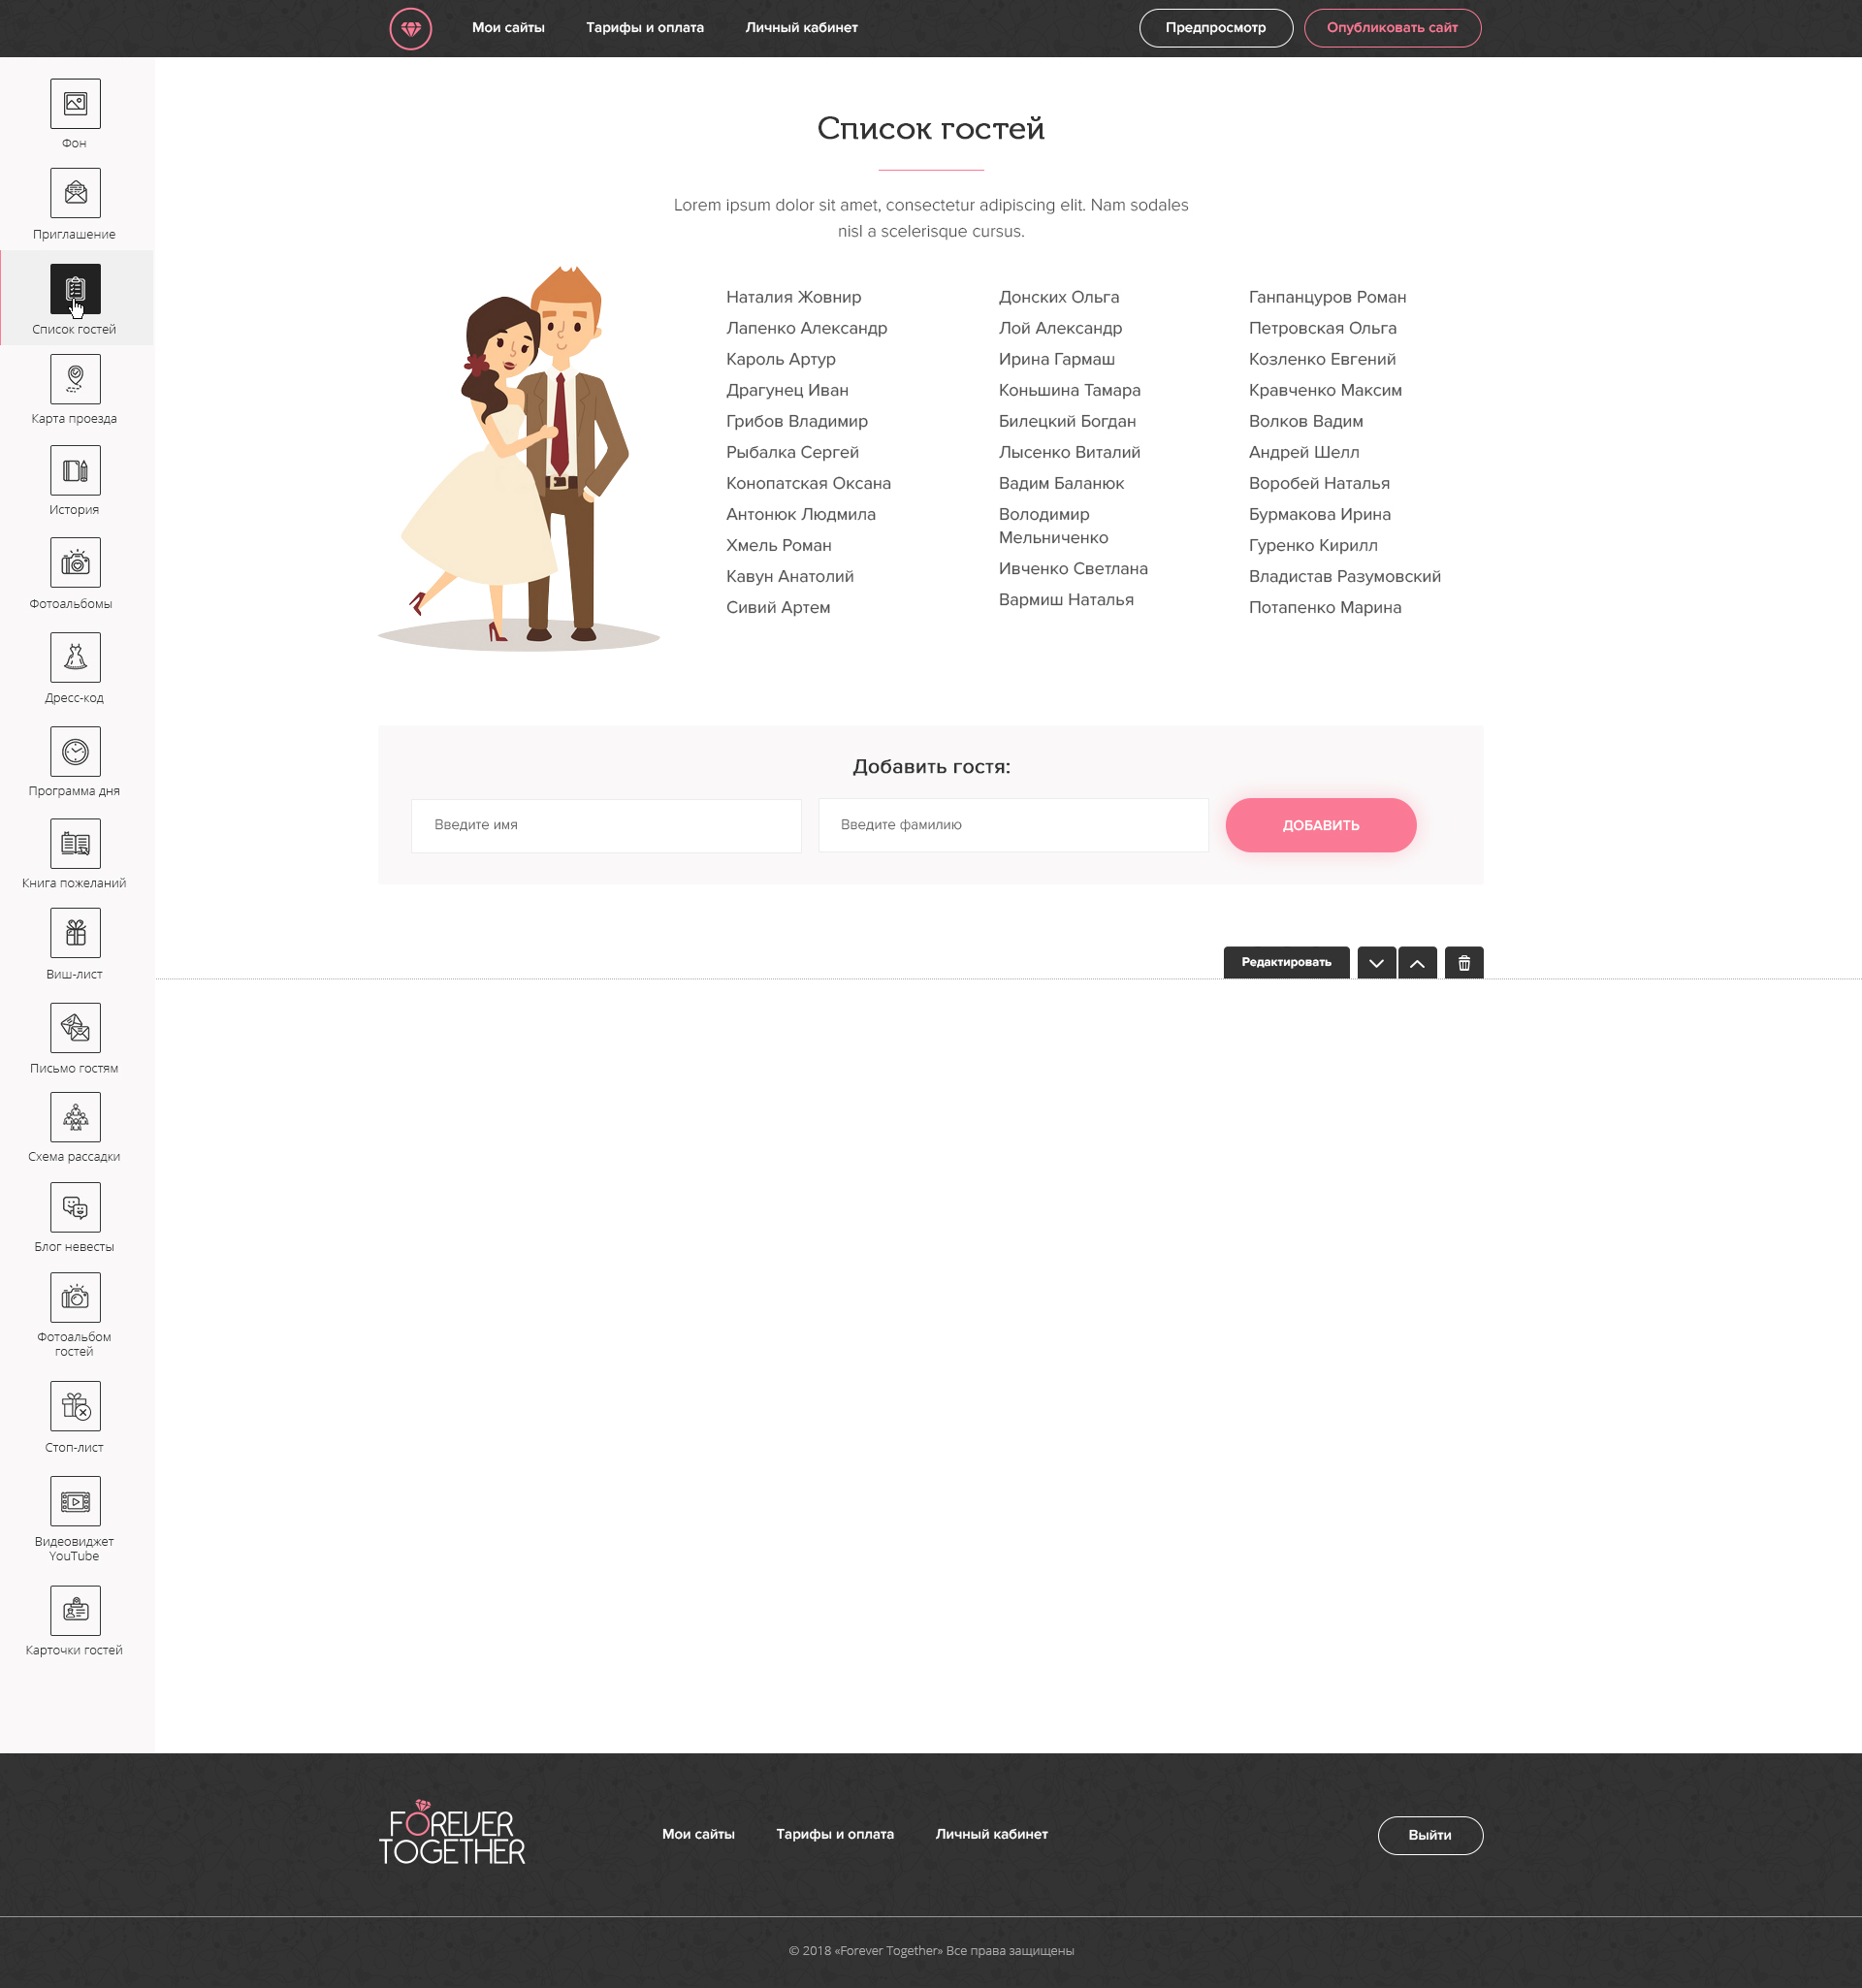 Мои сайты
Тарифы и оплата
Личный кабинет
Предпросмотр
Опубликовать сайт
Фон
Приглашение
Список гостей
Карта проезда
История
Фотоальбомы
Дресс-код
Программа дня
Книга пожеланий
Виш-лист
Письмо гостям
Схема рассадки
Блог невесты
Фотоальбом
гостей
Стоп-лист
Видеовиджет
YouTube
Карточки гостей
Список гостей
Lorem ipsum dolor sit amet, consectetur adipiscing elit. Nam sodales
nisl a scelerisque cursus.
Наталия Жовнир
Лапенко Александр
Кароль Артур
Драгунец Иван
Грибов Владимир
Рыбалка Сергей
Конопатская Оксана
Антонюк Людмила
Хмель Роман
Кавун Анатолий
Сивий Артем
Донских Ольга
Лой Александр
Ирина Гармаш
Коньшина Тамара
Билецкий Богдан
Лысенко Виталий
Вадим Баланюк
Володимир
Мельниченко
Ивченко Светлана
Вармиш Наталья
Ганпанцуров Роман
Петровская Ольга
Козленко Евгений
Кравченко Максим
Волков Вадим
Андрей Шелл
Воробей Наталья
Бурмакова Ирина
Гуренко Кирилл
Владистав Разумовский
Потапенко Марина
Добавить гостя:
Введите имя
Введите фамилию
ДОБАВИТЬ
Редактировать
FOREVER
TOGETHER
Мои сайты
Тарифы и оплата
Личный кабинет
Выйти
© 2018 «Forever Together» Все права защищены